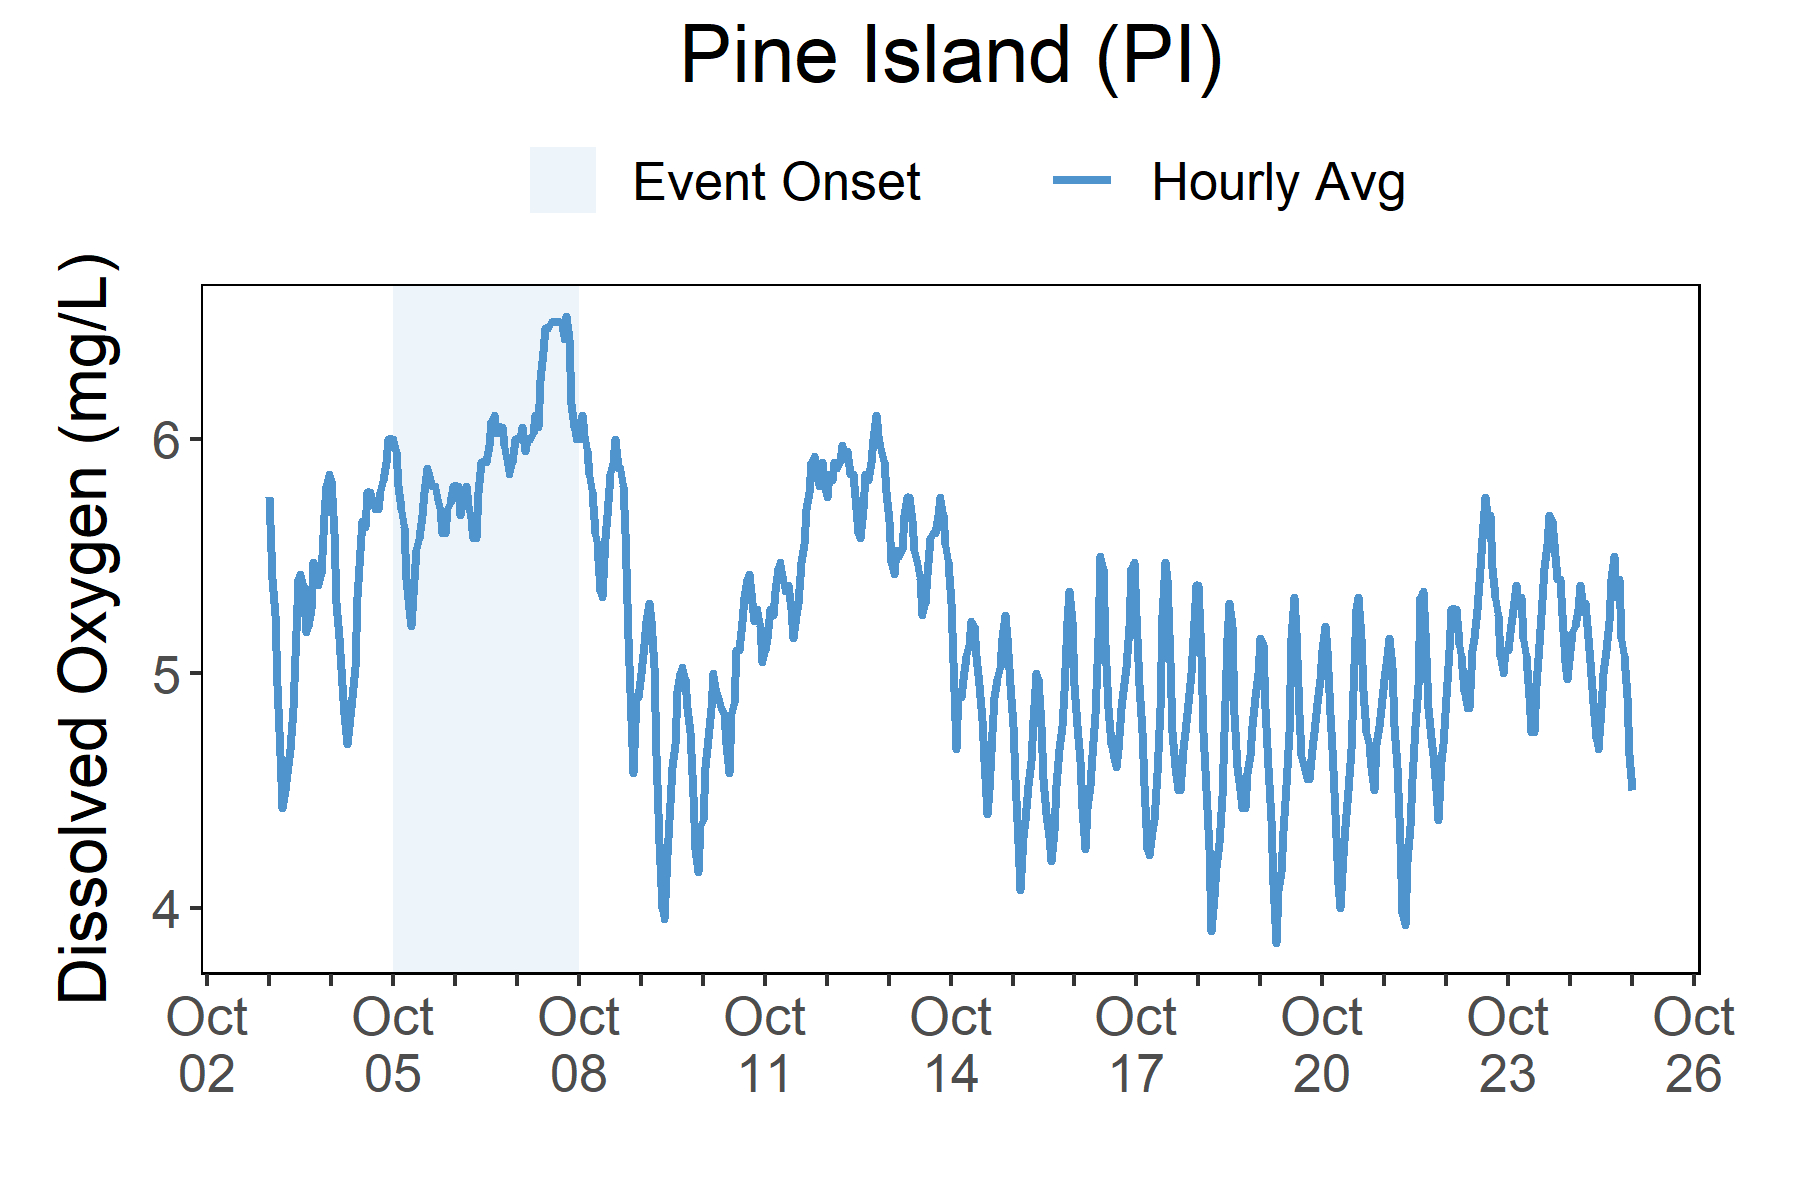 Pine Island (PI)
Event Onset
Hourly Avg
Dissolved Oxygen (mg/L)
6
5
4
Oct 02
Oct 05
Oct 08
Oct 11
Oct 14
Oct 17
Oct 20
Oct 23
Oct 26